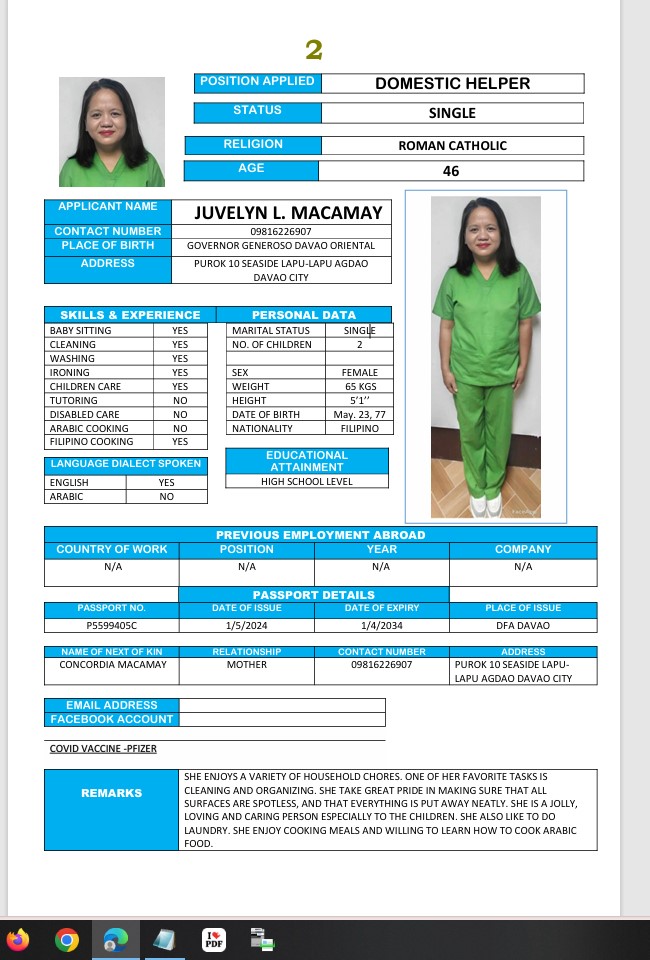 2
POSITION APPLIED DOMESTIC HELPER
STATUS SINGLE
RELIGION ROMAN CATHOLIC
AGE 46
APPLICANT NAME JUVELYN L. MACAMAY
CONTACT NUMBER 09816226907
PLACE OF BIRTH GOVERNOR GENEROSO DAVAO ORIENTAL
ADDRESS PUROK 10 SEASIDE LAPU-LAPU AGDAO
DAVAO CITY
SKILLS & EXPERIENCE
BABY SITTING YES
CLEANING YES
WASHING YES
IRONING YES
CHILDREN CARE YES
TUTORING NO
DISABLED CARE NO
ARABIC COOKING NO
FILIPINO COOKING YES
LANGUAGE DIALECT SPOKEN
ENGLISH YES
ARABIC NO
PERSONAL DATA
MARITAL STATUS SINGLE
NO. OF CHILDREN 2
SEX FEMALE
WEIGHT 65 KGS
HEIGHT 5’1’’
DATE OF BIRTH May. 23, 77
NATIONALITY FILIPINO
EDUCATIONAL
ATTAINMENT
HIGH SCHOOL LEVEL
PREVIOUS EMPLOYMENT ABROAD
COUNTRY OF WORK POSITION YEAR COMPANY
N/A N/A N/A N/A
PASSPORT DETAILS
PASSPORT NO. DATE OF ISSUE DATE OF EXPIRY PLACE OF ISSUE
P5599405C 1/5/2024 1/4/2034 DFA DAVAO
NAME OF NEXT OF KIN RELATIONSHIP CONTACT NUMBER ADDRESS
CONCORDIA MACAMAY MOTHER 09816226907 PUROK 10 SEASIDE LAPU-
LAPU AGDAO DAVAO CITY
EMAIL ADDRESS
FACEBOOK ACCOUNT
COVID VACCINE -PFIZER
REMARKS
SHE ENJOYS A VARIETY OF HOUSEHOLD CHORES. ONE OF HER FAVORITE TASKS IS
CLEANING AND ORGANIZING. SHE TAKE GREAT PRIDE IN MAKING SURE THAT ALL
SURFACES ARE SPOTLESS, AND THAT EVERYTHING IS PUT AWAY NEATLY. SHE IS A JOLLY,
LOVING AND CARING PERSON ESPECIALLY TO THE CHILDREN. SHE ALSO LIKE TO DO
LAUNDRY. SHE ENJOY COOKING MEALS AND WILLING TO LEARN HOW TO COOK ARABIC
FOOD.
I
PDF